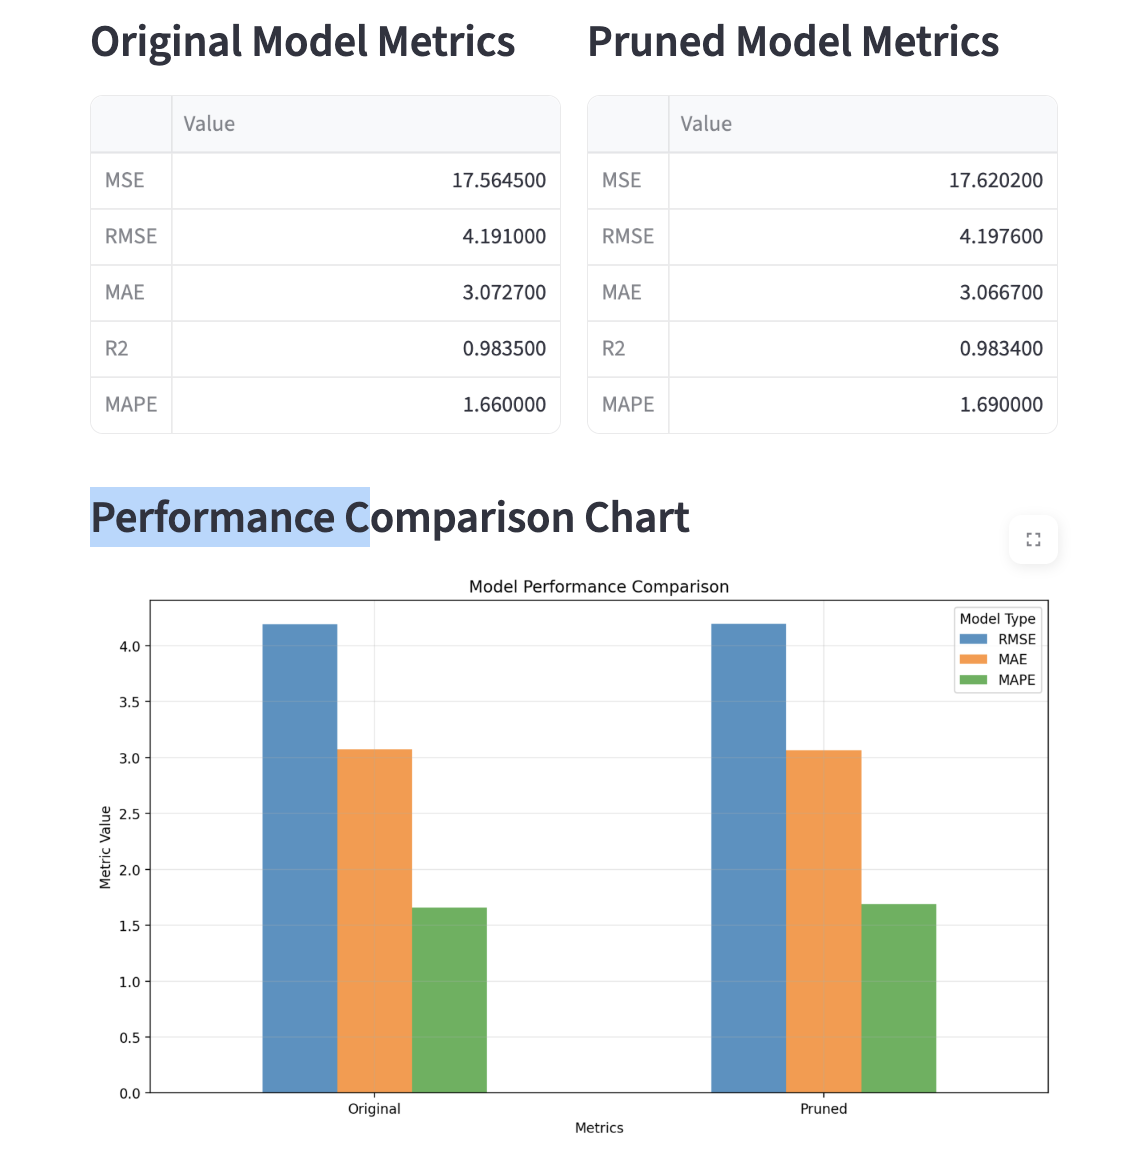 Original Model Metrics
Pruned Model Metrics
Value
MSE 17.564500
RMSE 4.191000
MAE 3.072700
R2 0.983500
MAPE 1.660000
Value
MSE 17.620200
RMSE 4.197600
MAE 3.066700
R2 0.983400
MAPE 1.690000
Performance Comparison Chart
Model Performance Comparison
Model Type
RMSE
MAE
MAPE
Metric Value
4.0
3.5
3.0
2.5
2.0
1.5
1.0
0.5
0.0
Original
Pruned
Metrics